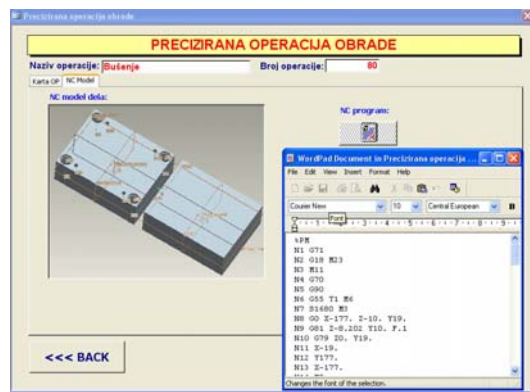 Precizirana operacija obrade
PRECIZIRANA OPERACIJA OBRADE
Naziv operacije: Bušenje Broj operacije: 80
Karta OP NC Model
NC model dela:
NC program:
WordPad Document in Precizirana operacija ...
File Edit View Insert Format Help
Courier New 10 Central European
Font
%PM
N1 G71
N2 G18 M23
N3 M11
N4 G70
N5 G90
N6 G55 T1 M6
N7 S1680 M3
N8 G0 X-177. Z-10. Y19.
N9 G81 Z-8.202 Y10. F.1
N10 G79 Z0. Y19.
N11 X-19.
N12 Y177.
N13 X-177.
Changes the font of the selection.
<<< BACK